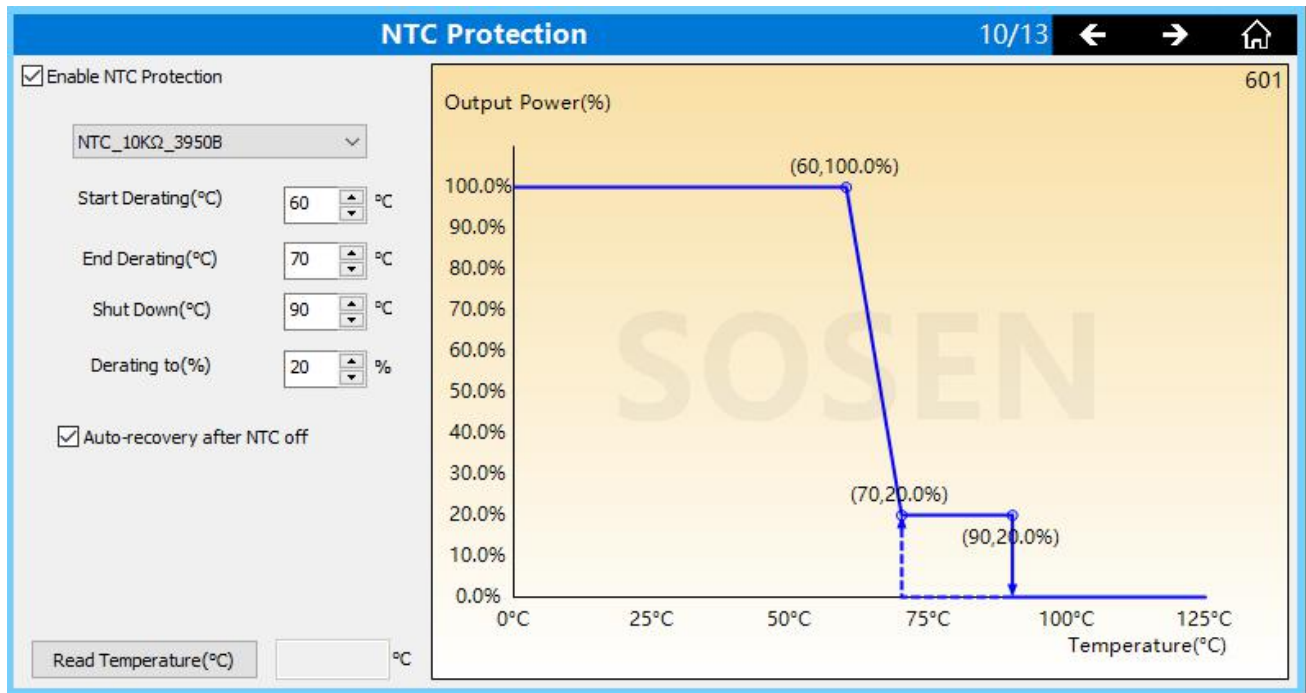 NTC Protection
10/13
Enable NTC Protection
NTC_10KΩ_3950B
Start Derating(°C) 60 °C
End Derating(°C) 70 °C
Shut Down(°C) 90 °C
Derating to(%) 20 %
Auto-recovery after NTC off
Read Temperature(°C) °C
601
Output Power(%)
(60,100.0%)
100.0%
90.0%
80.0%
70.0%
60.0%
50.0%
40.0%
30.0%
20.0%
10.0%
0.0%
SOSEN
(70,20.0%)
(90,20.0%)
0°C 25°C 50°C 75°C 100°C 125°C
Temperature(°C)